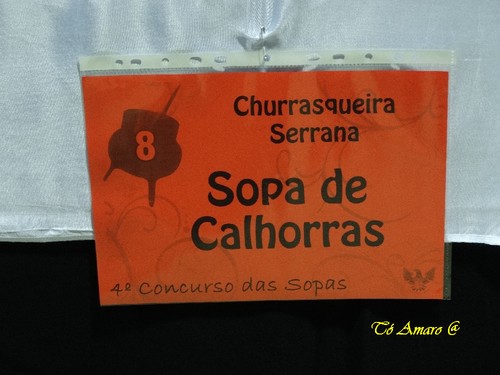 8
Churrasqueira
Serrana
Sopa de
Calhorras
4º Concurso das Sopas
Tó Amaro @